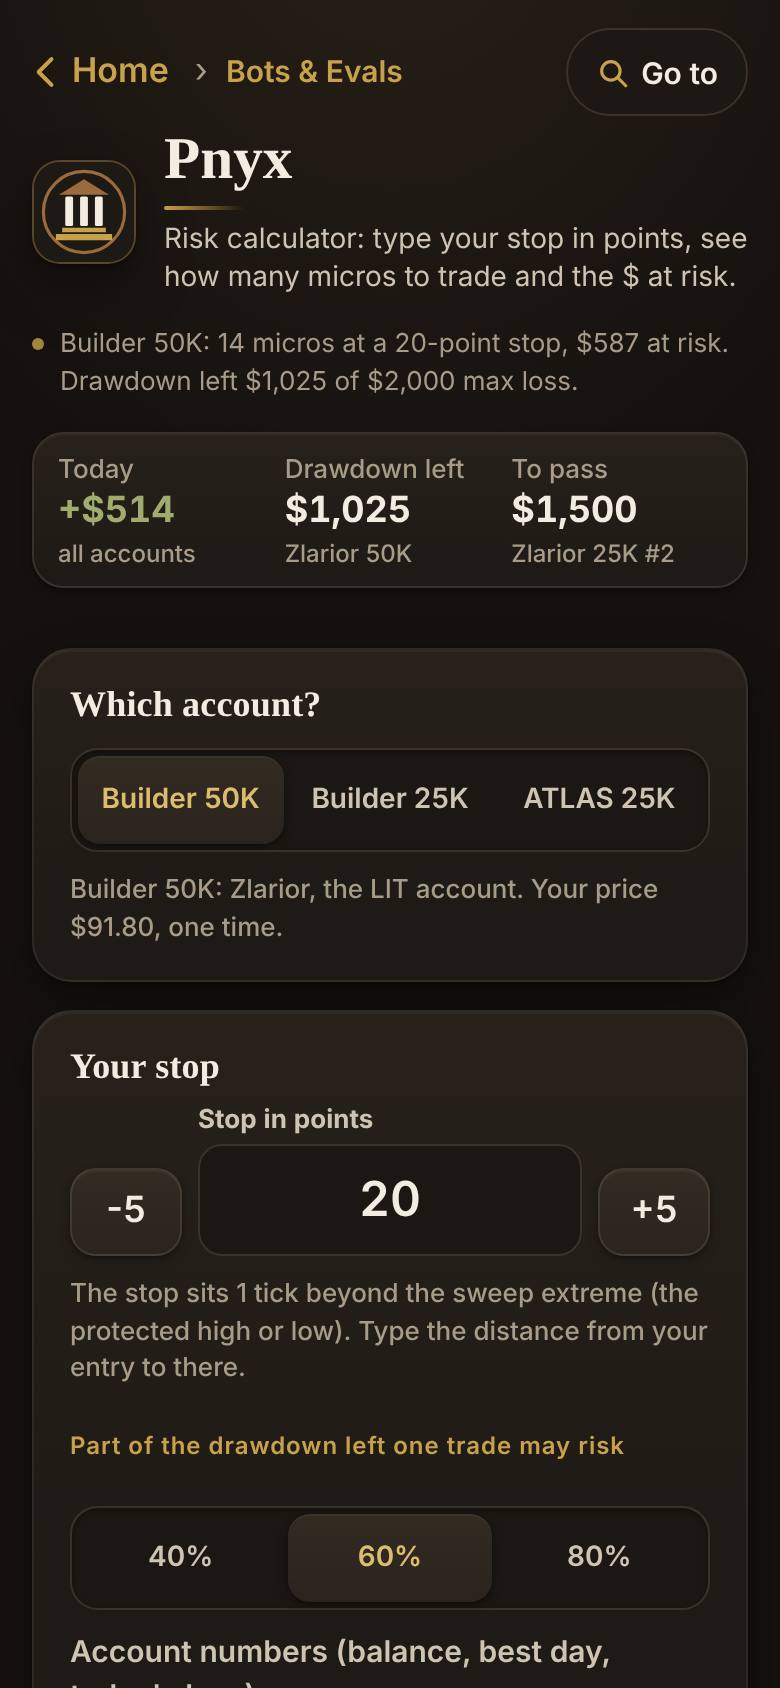 Home › Bots & Evals
Go to
Pnyx
Risk calculator: type your stop in points, see
how many micros to trade and the $ at risk.
Builder 50K: 14 micros at a 20-point stop, $587 at risk.
Drawdown left $1,025 of $2,000 max loss.
Today
+$514
all accounts
Drawdown left
$1,025
Zlarior 50K
To pass
$1,500
Zlarior 25K #2
Which account?
Builder 50K
Builder 25K
ATLAS 25K
Builder 50K: Zlarior, the LIT account. Your price
$91.80, one time.
Your stop
Stop in points
-5
20
+5
The stop sits 1 tick beyond the sweep extreme (the
protected high or low). Type the distance from your
entry to there.
Part of the drawdown left one trade may risk
40%
60%
80%
Account numbers (balance, best day,